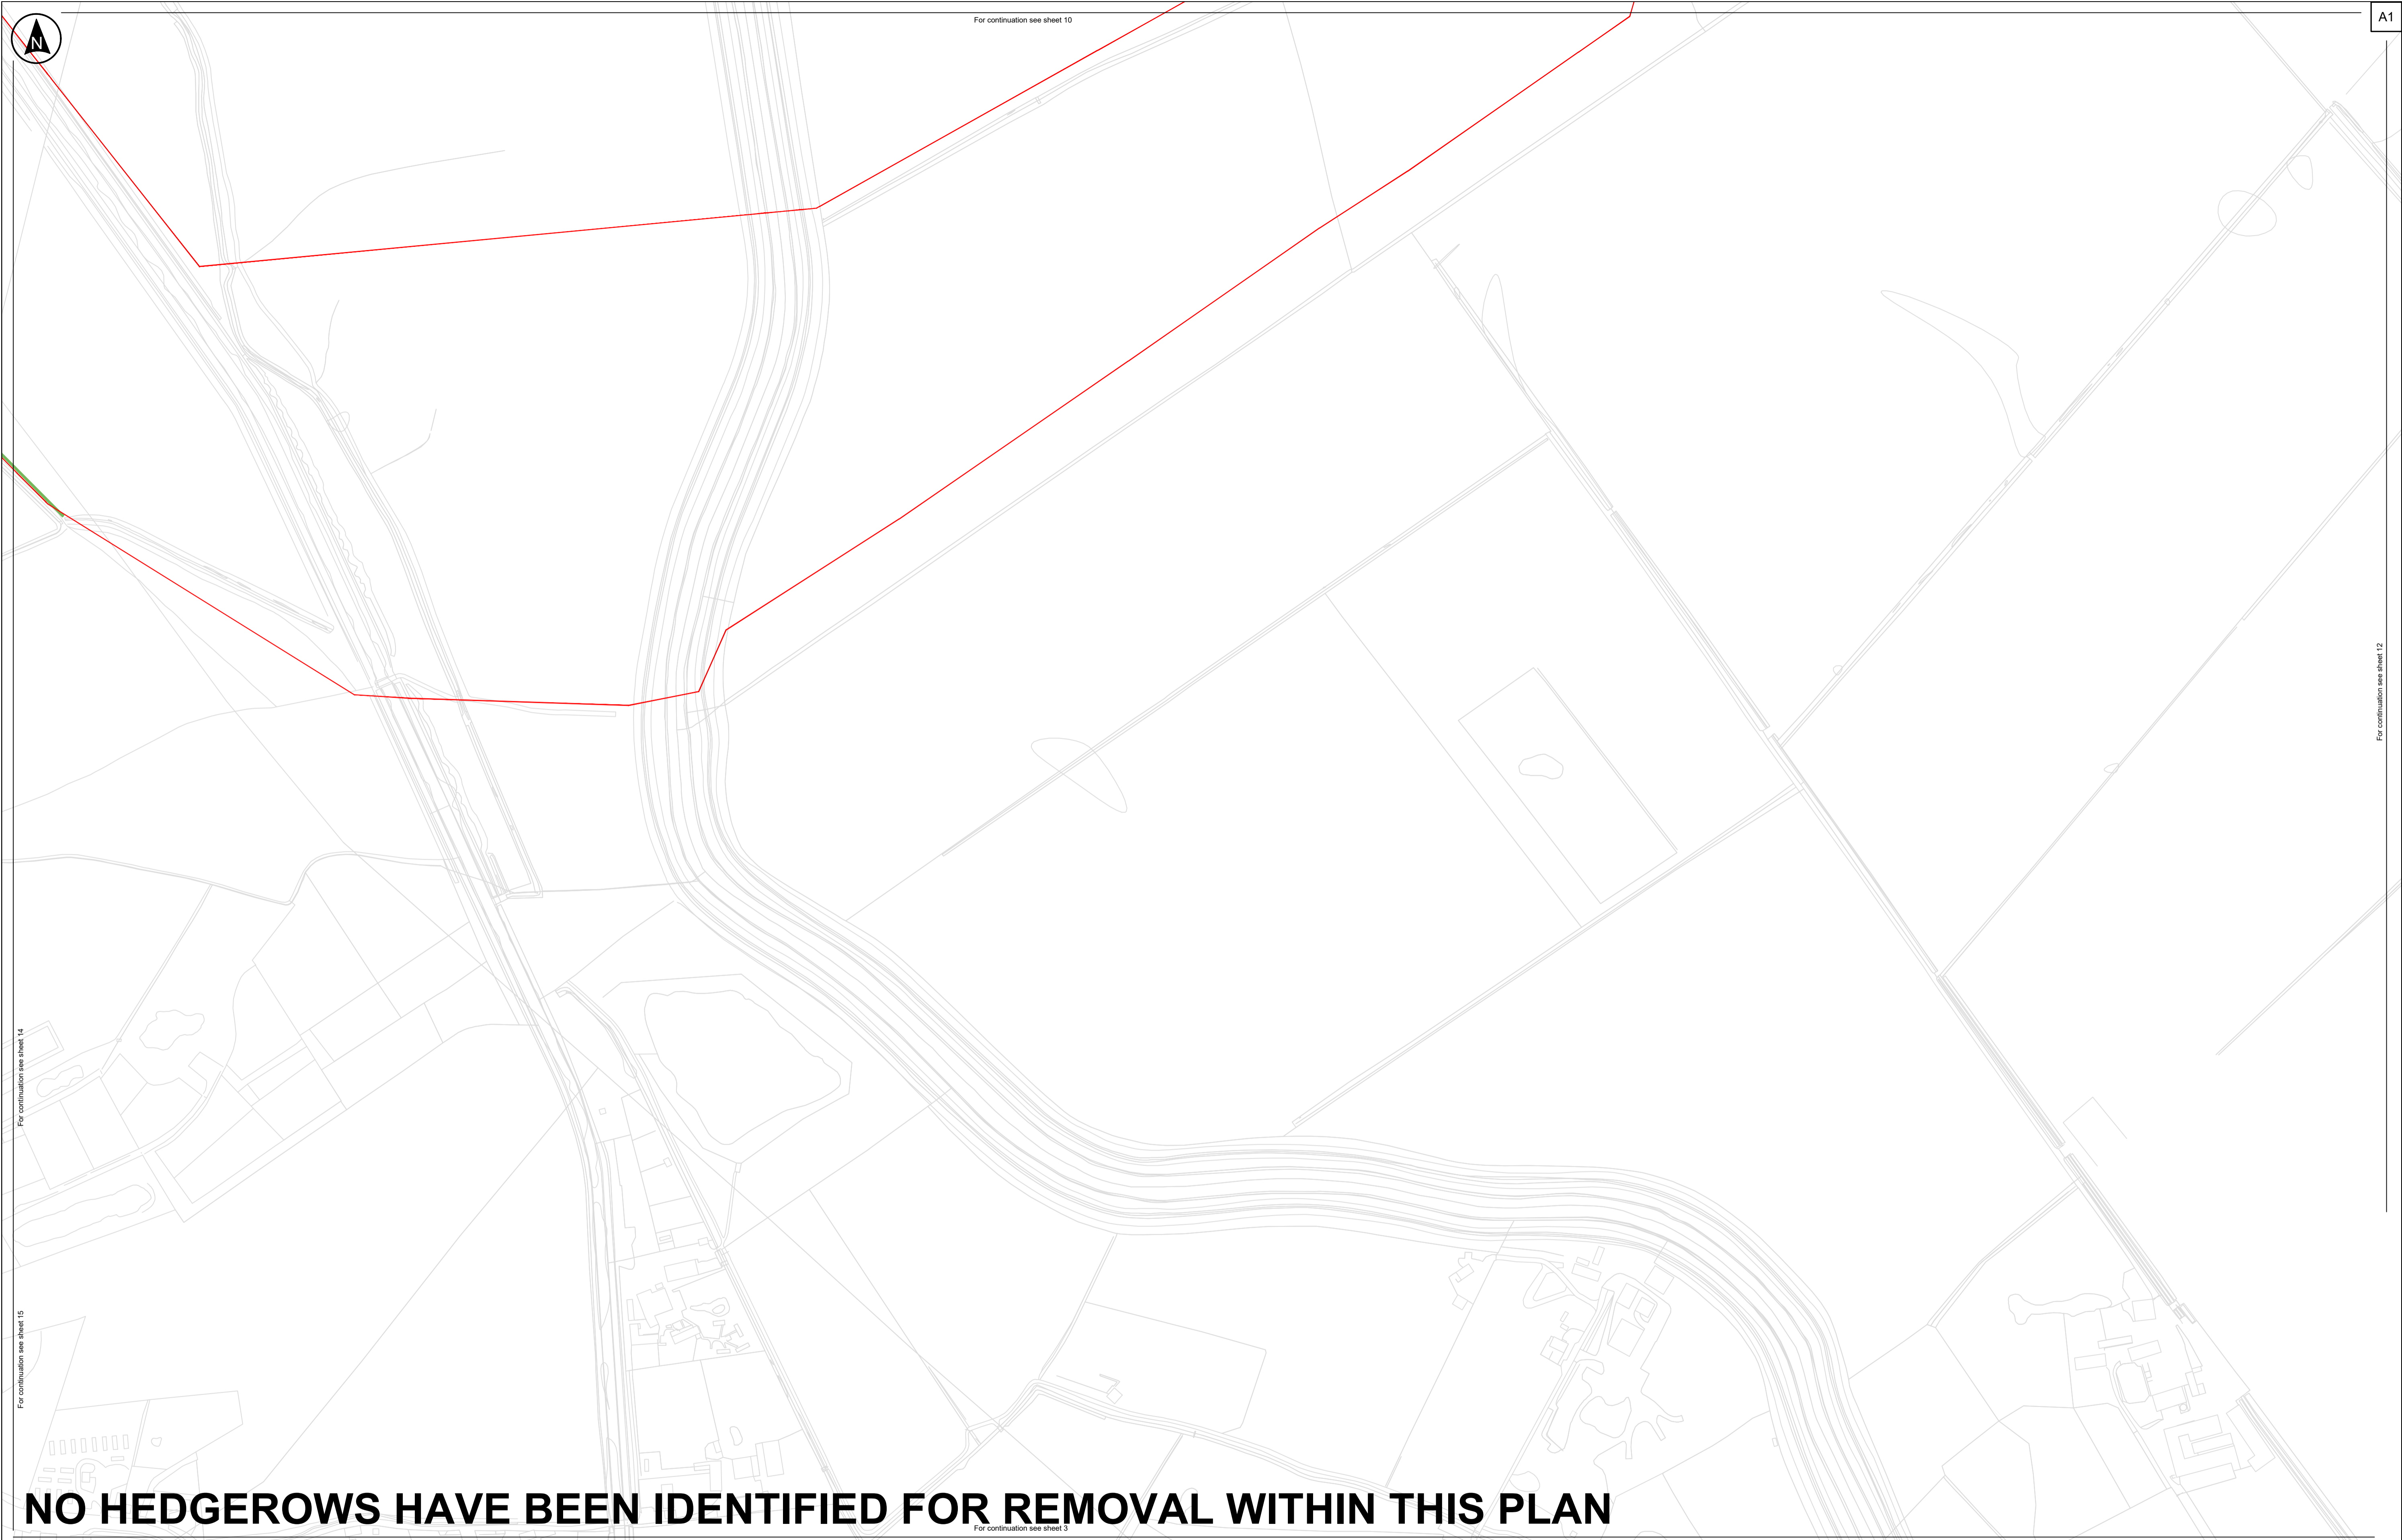 For continuation see sheet 10
A1
N
For continuation see sheet 12
For continuation see sheet 14
For continuation see sheet 15
NO HEDGEROWS HAVE BEEN IDENTIFIED FOR REMOVAL WITHIN THIS PLAN
For continuation see sheet 3